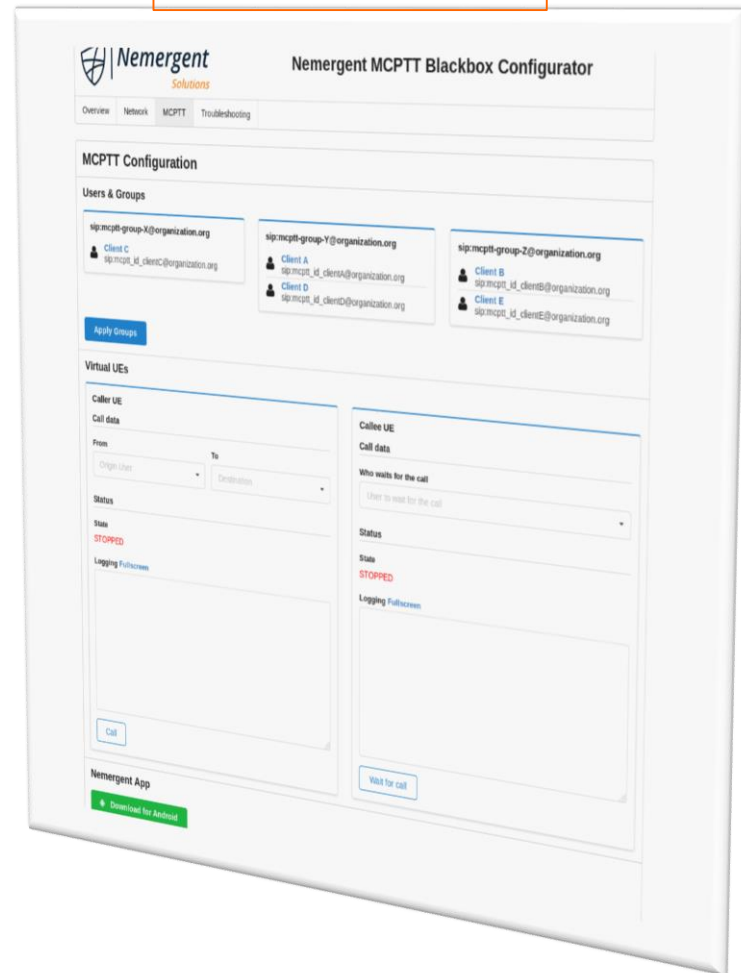 Nemergent
Solutions
Nemergent MCPTT Blackbox Configurator
Overview Network MCPTT Troubleshooting
MCPTT Configuration
Users & Groups
sip:mcptt-group-X@organization.org
Client C
sip:mcptt_id_clientC@organization.org
sip:mcptt-group-Y@organization.org
Client A
sip:mcptt_id_clientA@organization.org
Client D
sip:mcptt_id_clientD@organization.org
sip:mcptt-group-Z@organization.org
Client B
sip:mcptt_id_clientB@organization.org
Client E
sip:mcptt_id_clientE@organization.org
Apply Groups
Virtual UEs
Caller UE
Call data
From
Origin User
To
Destination
Status
State
STOPPED
Logging Fullscreen
Call
Callee UE
Call data
Who waits for the call
User to wait for the call
Status
State
STOPPED
Logging Fullscreen
Wait for call
Nemergent App
Download for Android